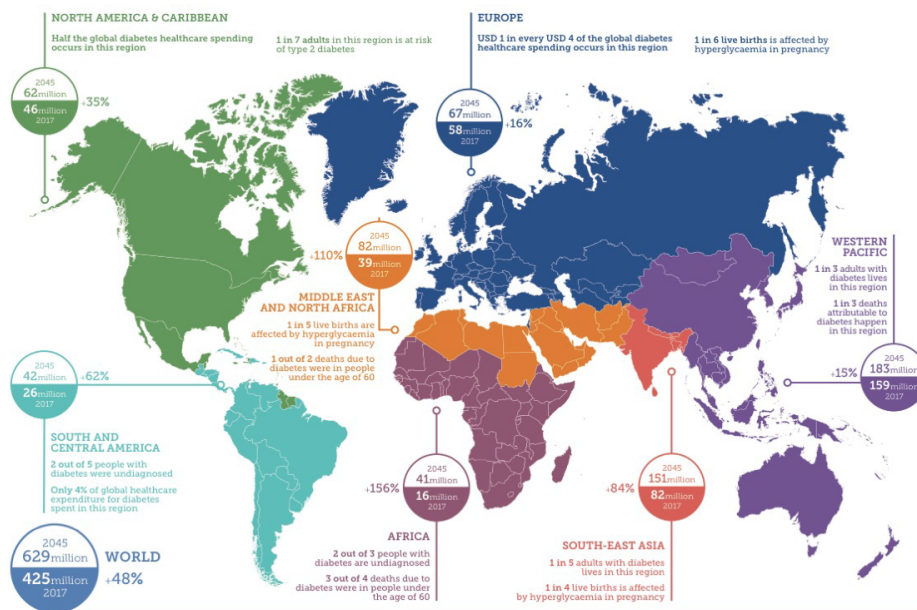 NORTH AMERICA & CARIBBEAN
Half the global diabetes healthcare spending
occurs in this region
1 in 7 adults in this region is at risk
of type 2 diabetes
2045
62million
46million
2017
+35%
EUROPE
USD 1 in every USD 4 of the global diabetes
healthcare spending occurs in this region
1 in 6 live births is affected by
hyperglycaemia in pregnancy
2045
67million
58million
2017
+16%
2045
82million
39million
2017
+110%
MIDDLE EAST
AND NORTH AFRICA
1 in 5 live births are
affected by hyperglycaemia
in pregnancy
1 out of 2 deaths due to
diabetes were in people
under the age of 60
WESTERN
PACIFIC
1 in 3 adults with
diabetes lives in
this region
1 in 3 deaths
attributable to
diabetes happen in
this region
2045
183million
159million
2017
+15%
2045
42million
26million
2017
+62%
SOUTH AND
CENTRAL AMERICA
2 out of 5 people with
diabetes were undiagnosed
Only 4% of global healthcare
expenditure for diabetes
spent in this region
2045
41million
16million
2017
+156%
AFRICA
2 out of 3 people with
diabetes are undiagnosed
3 out of 4 deaths due to
diabetes were in people
under the age of 60
2045
151million
82million
2017
+84%
SOUTH-EAST ASIA
1 in 5 adults with diabetes
lives in this region
1 in 4 live births is
affected by hyperglycaemia in pregnancy
2045
629million
425million
2017
WORLD
+48%